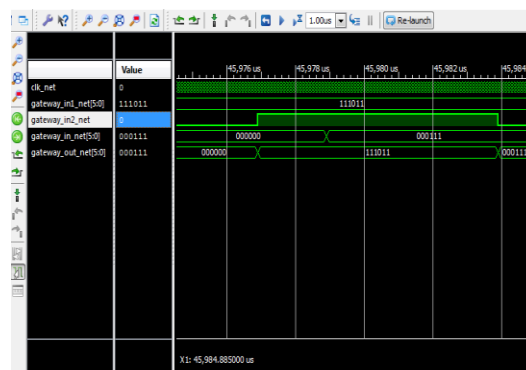 1.00us Re-launch
Value
45,976 us 45,978 us 45,980 us 45,982 us 45,984
clk_net 0
gateway_in1_net[5:0] 111011 111011
gateway_in2_net 0
gateway_in_net[5:0] 000111 000000 000111
gateway_out_net[5:0] 000111 000000 111011 000111
X1: 45,984.885000 us